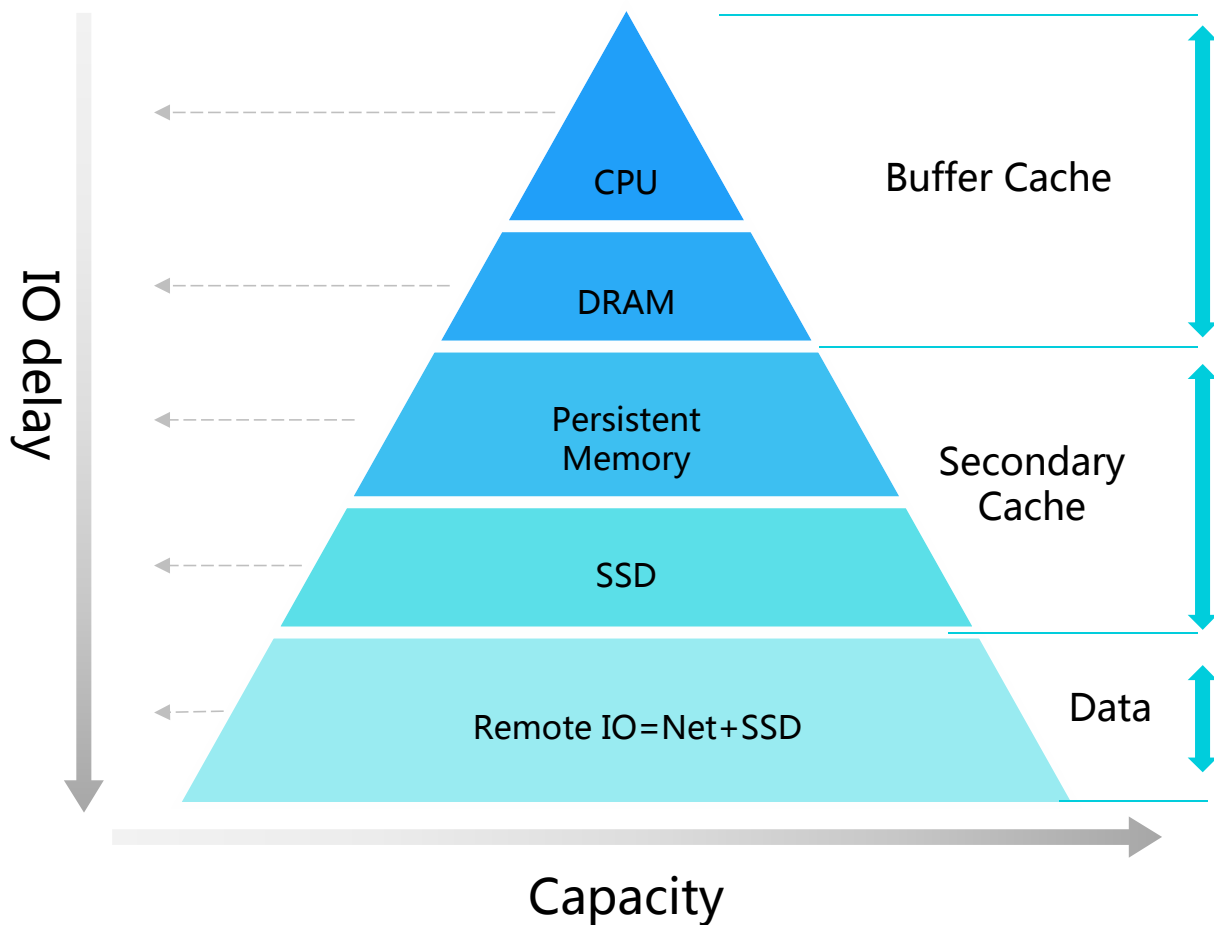 CPU
Buffer Cache
DRAM
IO delay
Persistent
Memory
Secondary
Cache
SSD
Data
Remote IO=Net+SSD
Capacity